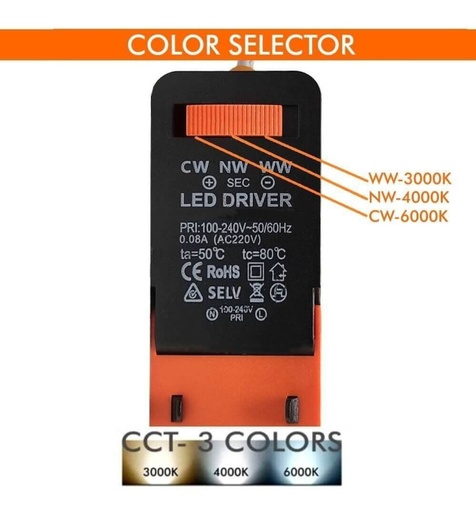 COLOR SELECTOR
CW NW WW
SEC
LED DRIVER
PRI:100-240V~50/60Hz
0.08A (AC220V)
ta=50℃ tc=80℃
CE RoHS
SELV
N 100-240V L
PRI
WW-3000K
NW-4000K
CW-6000K
CCT- 3 COLORS
3000K 4000K 6000K